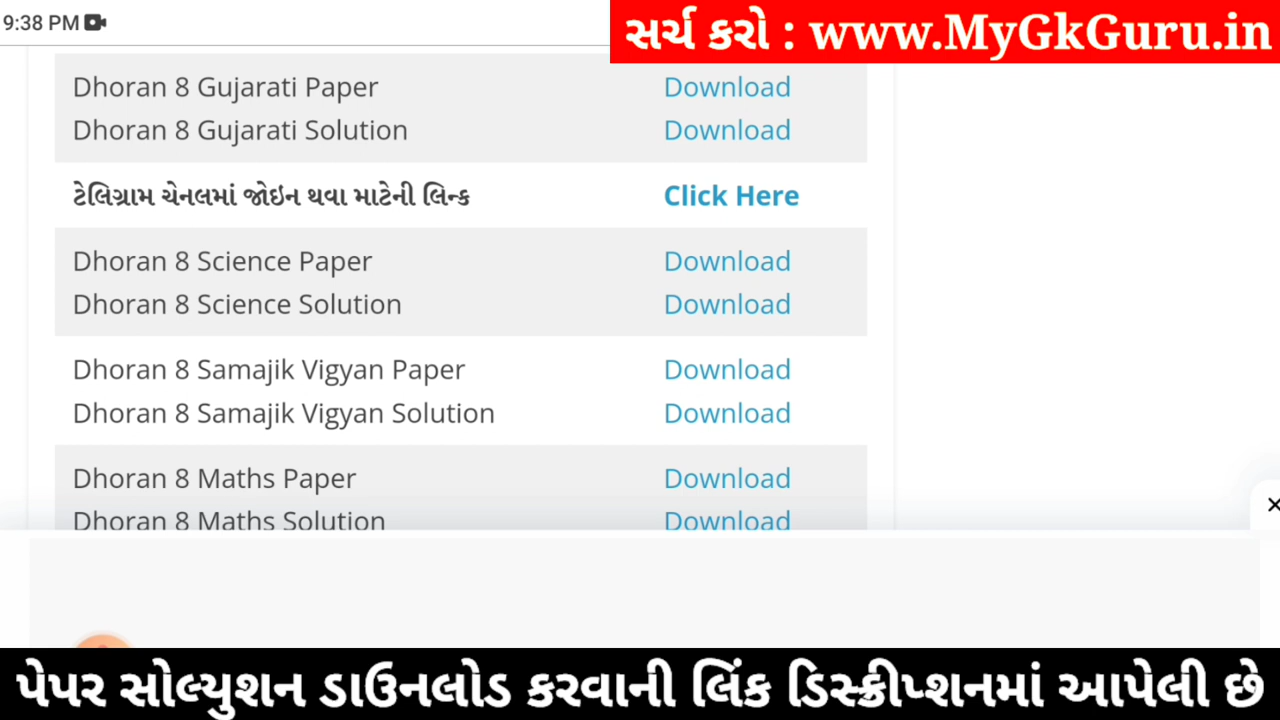 9:38 PM
સર્ચ કરો : www.MyGkGuru.in
Dhoran 8 Gujarati Paper Download
Dhoran 8 Gujarati Solution Download
ટેલિગ્રામ ચેનલમાં જોઇન થવા માટેની લિન્ક Click Here
Dhoran 8 Science Paper Download
Dhoran 8 Science Solution Download
Dhoran 8 Samajik Vigyan Paper Download
Dhoran 8 Samajik Vigyan Solution Download
Dhoran 8 Maths Paper Download
Dhoran 8 Maths Solution Download
પેપર સોલ્યુશન ડાઉનલોડ કરવાની લિંક ડિસ્ક્રીપ્શનમાં આપેલી છે